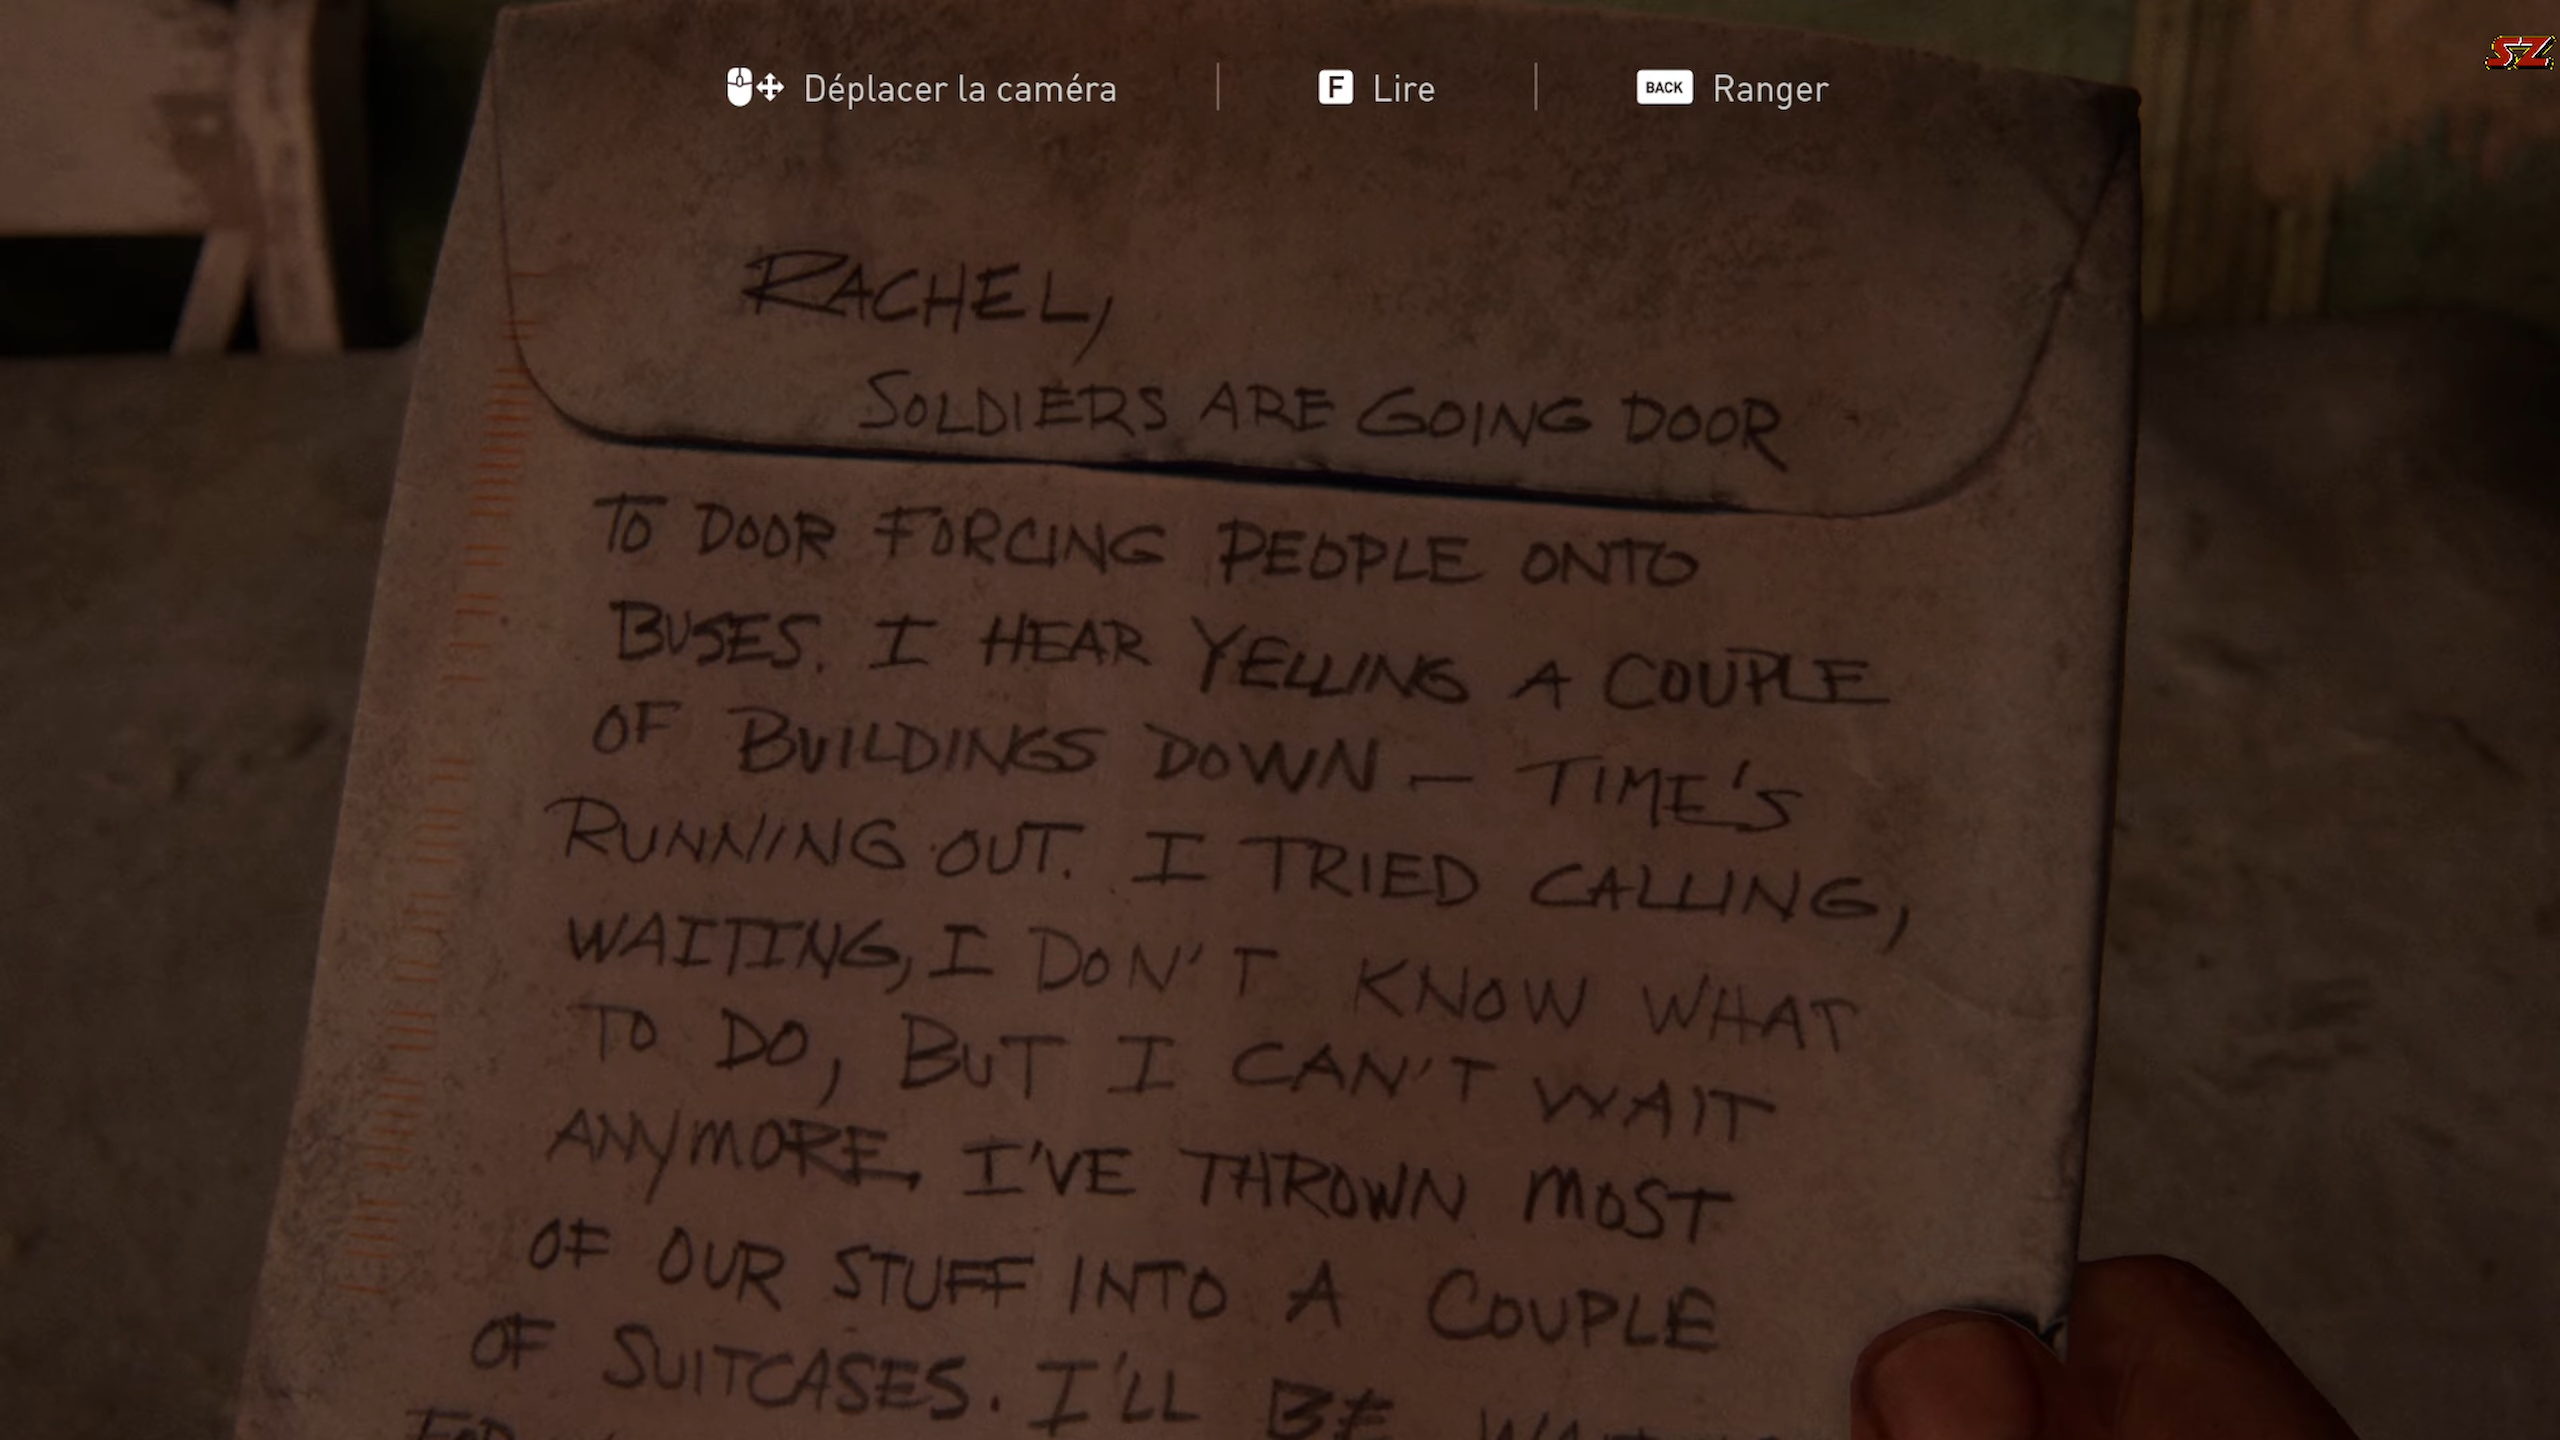 Déplacer la caméra
F Lire
BACK Ranger
SZ
RACHEL,
SOLDIERS ARE GOING DOOR
TO DOOR FORCING PEOPLE ONTO
BUSES. I HEAR YELLING A COUPLE
OF BUILDINGS DOWN — TIME'S
RUNNING OUT. I TRIED CALLING,
WAITING, I DON'T KNOW WHAT
TO DO, BUT I CAN'T WAIT
ANYMORE. I'VE THROWN MOST
OF OUR STUFF INTO A COUPLE
OF SUITCASES. I'LL BE